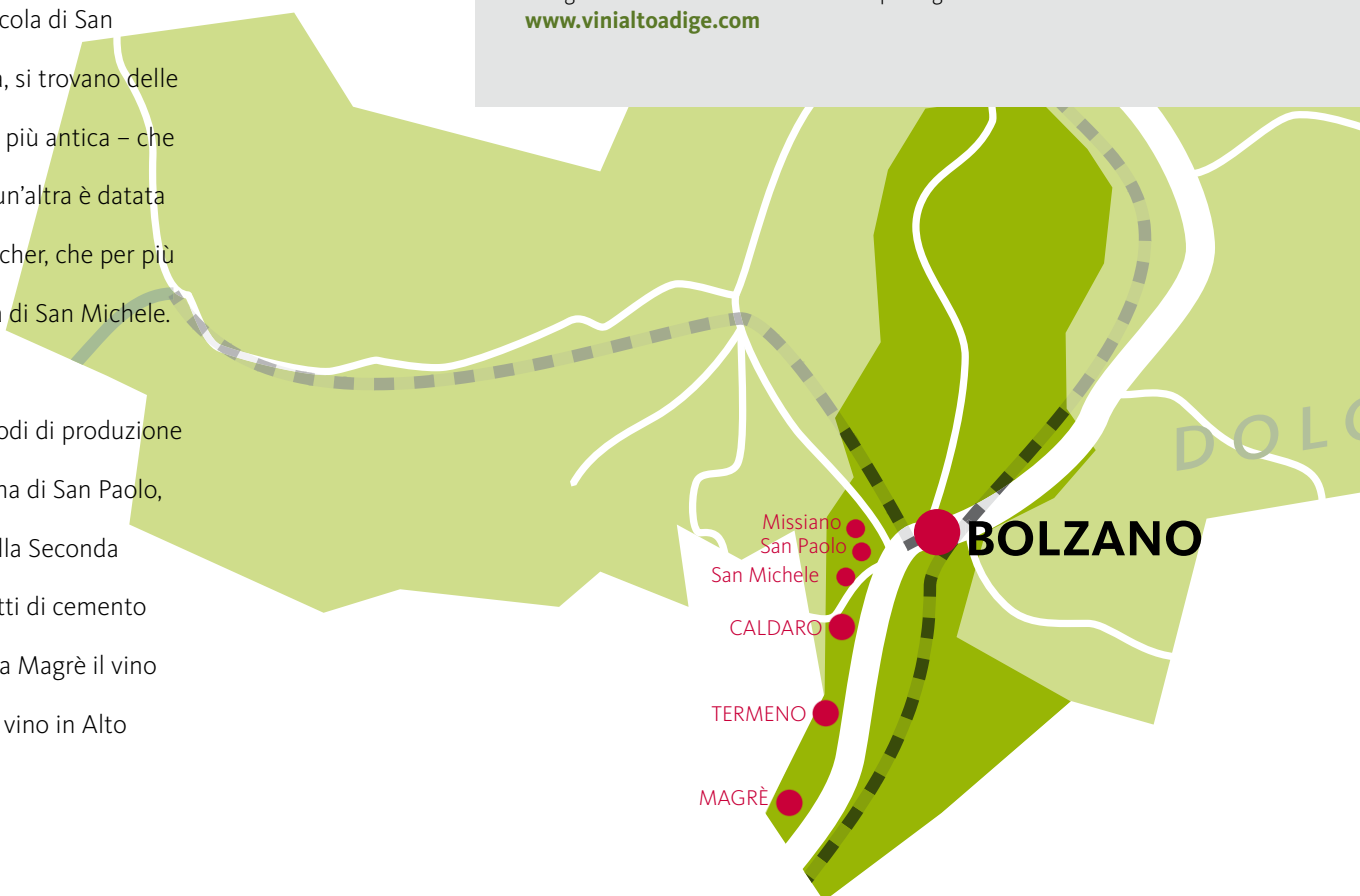 cola di San
www.vinialtoadige.com
si trovano delle
più antica – che
un’altra è datata
cher, che per più
di San Michele.
odi di produzione
na di San Paolo,
lla Seconda
tti di cemento
a Magrè il vino
vino in Alto
DOLO
Missiano
San Paolo
San Michele
BOLZANO
CALDARO
TERMENO
MAGRÈ